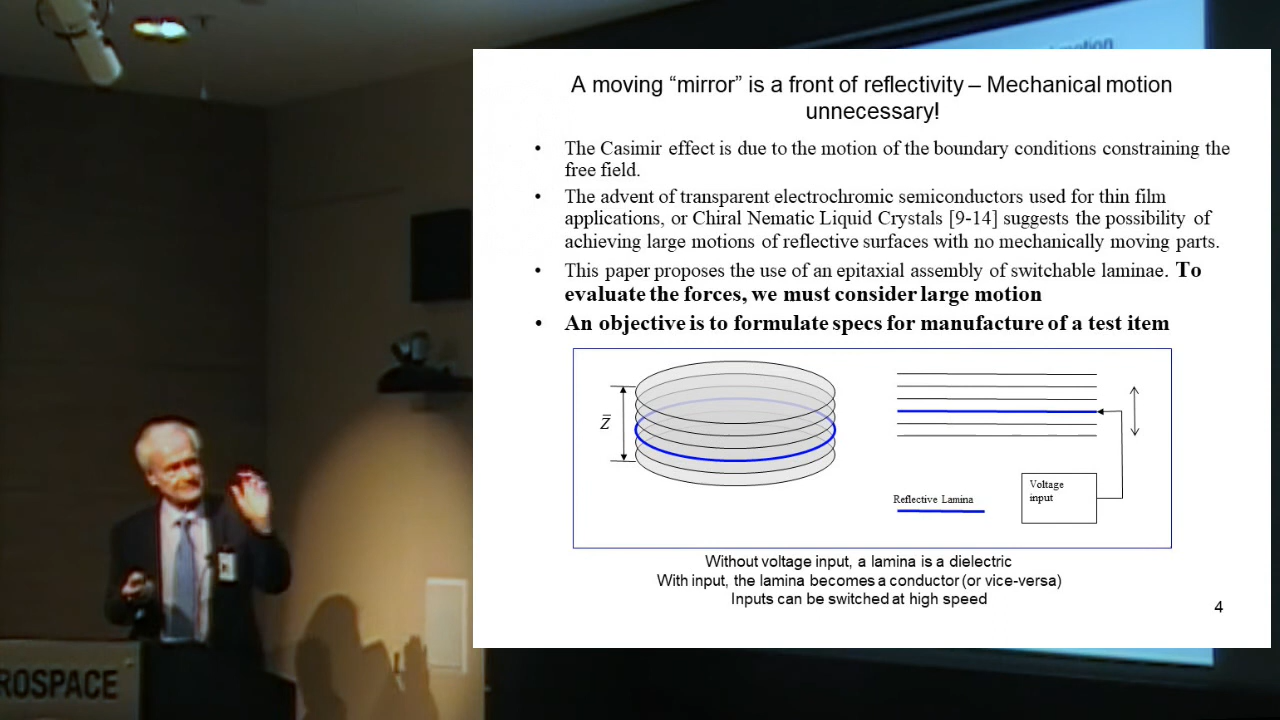 A moving “mirror” is a front of reflectivity – Mechanical motion
unnecessary!
• The Casimir effect is due to the motion of the boundary conditions constraining the
free field.
• The advent of transparent electrochromic semiconductors used for thin film
applications, or Chiral Nematic Liquid Crystals [9-14] suggests the possibility of
achieving large motions of reflective surfaces with no mechanically moving parts.
• This paper proposes the use of an epitaxial assembly of switchable laminae. To
evaluate the forces, we must consider large motion
• An objective is to formulate specs for manufacture of a test item
z̅
Voltage
input
Reflective Lamina
Without voltage input, a lamina is a dielectric
With input, the lamina becomes a conductor (or vice-versa)
Inputs can be switched at high speed
4
motion
ROSPACE